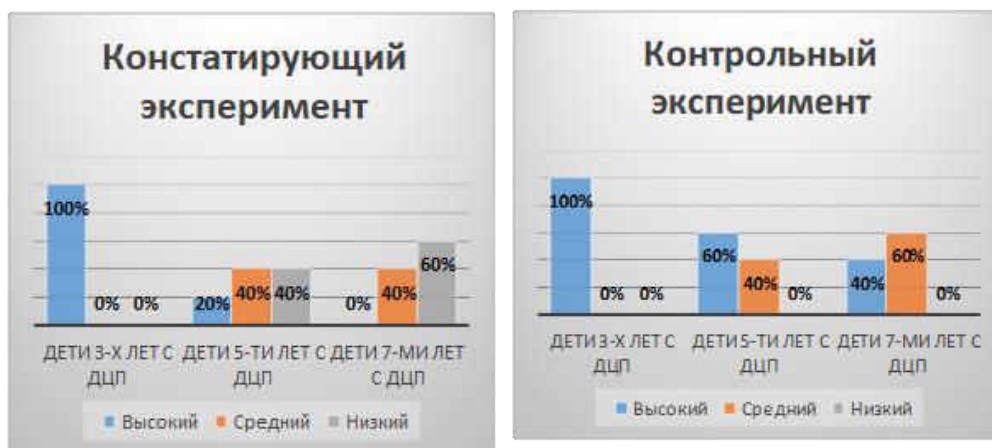 Констатирующий
эксперимент
100%
0% 0%
20% 40% 40%
0% 40% 60%
ДЕТИ 3-Х ЛЕТ С
ДЦП
ДЕТИ 5-ТИ ЛЕТ С
ДЦП
ДЕТИ 7-МИ ЛЕТ
С ДЦП
Высокий Средний Низкий
Контрольный
эксперимент
100%
0% 0%
60% 40% 0%
40% 60% 0%
ДЕТИ 3-Х ЛЕТ С
ДЦП
ДЕТИ 5-ТИ ЛЕТ С
ДЦП
ДЕТИ 7-МИ ЛЕТ С
ДЦП
Высокий Средний Низкий